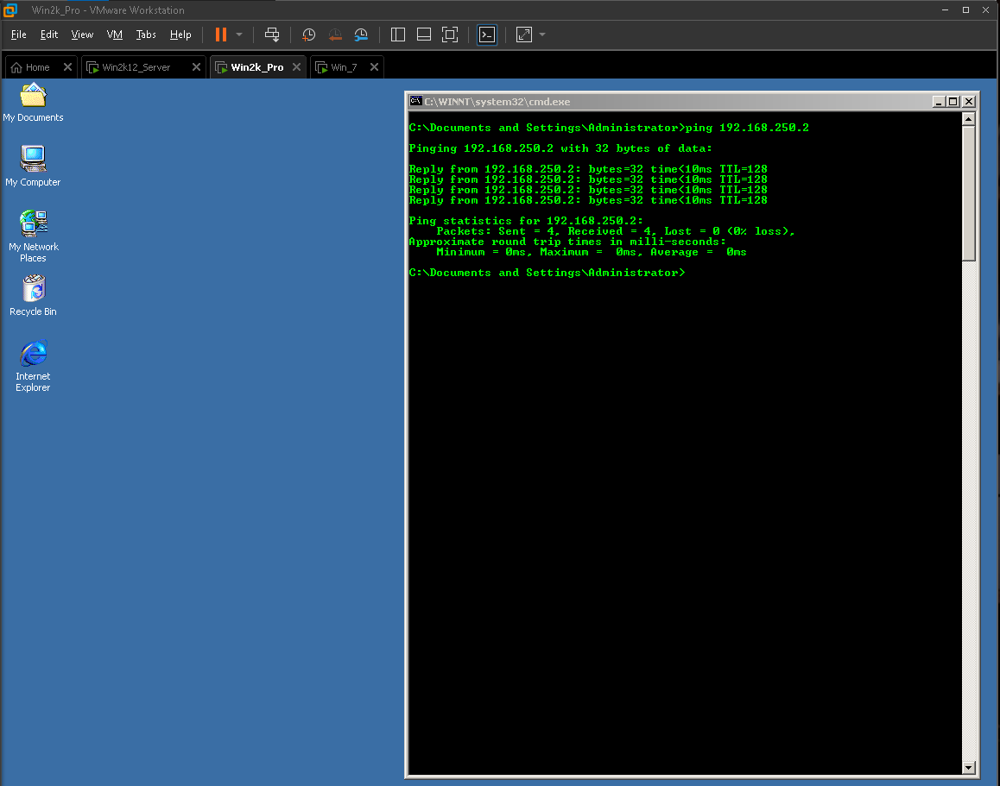 Win2k_Pro - VMware Workstation
File Edit View VM Tabs Help
Home Win2k12_Server Win2k_Pro Win_7
My Documents
My Computer
My Network
Places
Recycle Bin
Internet
Explorer
C:\WINNT\system32\cmd.exe
C:\Documents and Settings\Administrator>ping 192.168.250.2
Pinging 192.168.250.2 with 32 bytes of data:
Reply from 192.168.250.2: bytes=32 time<10ms TTL=128
Reply from 192.168.250.2: bytes=32 time<10ms TTL=128
Reply from 192.168.250.2: bytes=32 time<10ms TTL=128
Reply from 192.168.250.2: bytes=32 time<10ms TTL=128
Ping statistics for 192.168.250.2:
    Packets: Sent = 4, Received = 4, Lost = 0 (0% loss),
Approximate round trip times in milli-seconds:
    Minimum = 0ms, Maximum =  0ms, Average =  0ms
C:\Documents and Settings\Administrator>